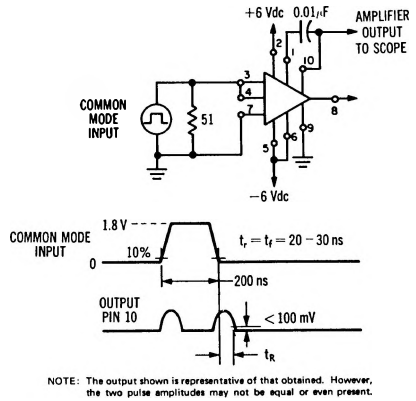 +6 Vdc
0.01μF
AMPLIFIER
OUTPUT
TO SCOPE
2
1
10
3
4
7
8
5
6
9
COMMON
MODE
INPUT
51
−6 Vdc
1.8 V
COMMON MODE
INPUT
10%
0
tr = tf = 20 − 30 ns
200 ns
OUTPUT
PIN 10
< 100 mV
tR
NOTE: The output shown is representative of that obtained. However,
the two pulse amplitudes may not be equal or even present.